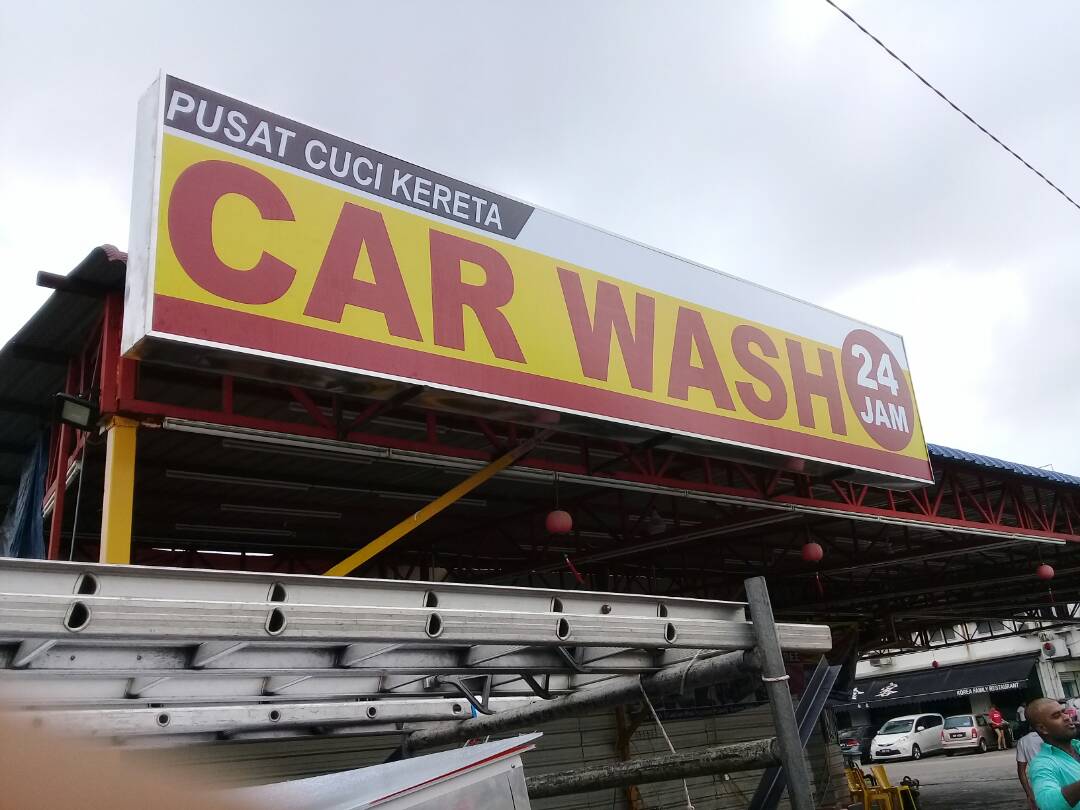 PUSAT CUCI KERETA
CAR WASH
24
JAM
KOREA FAMILY RESTAURANT